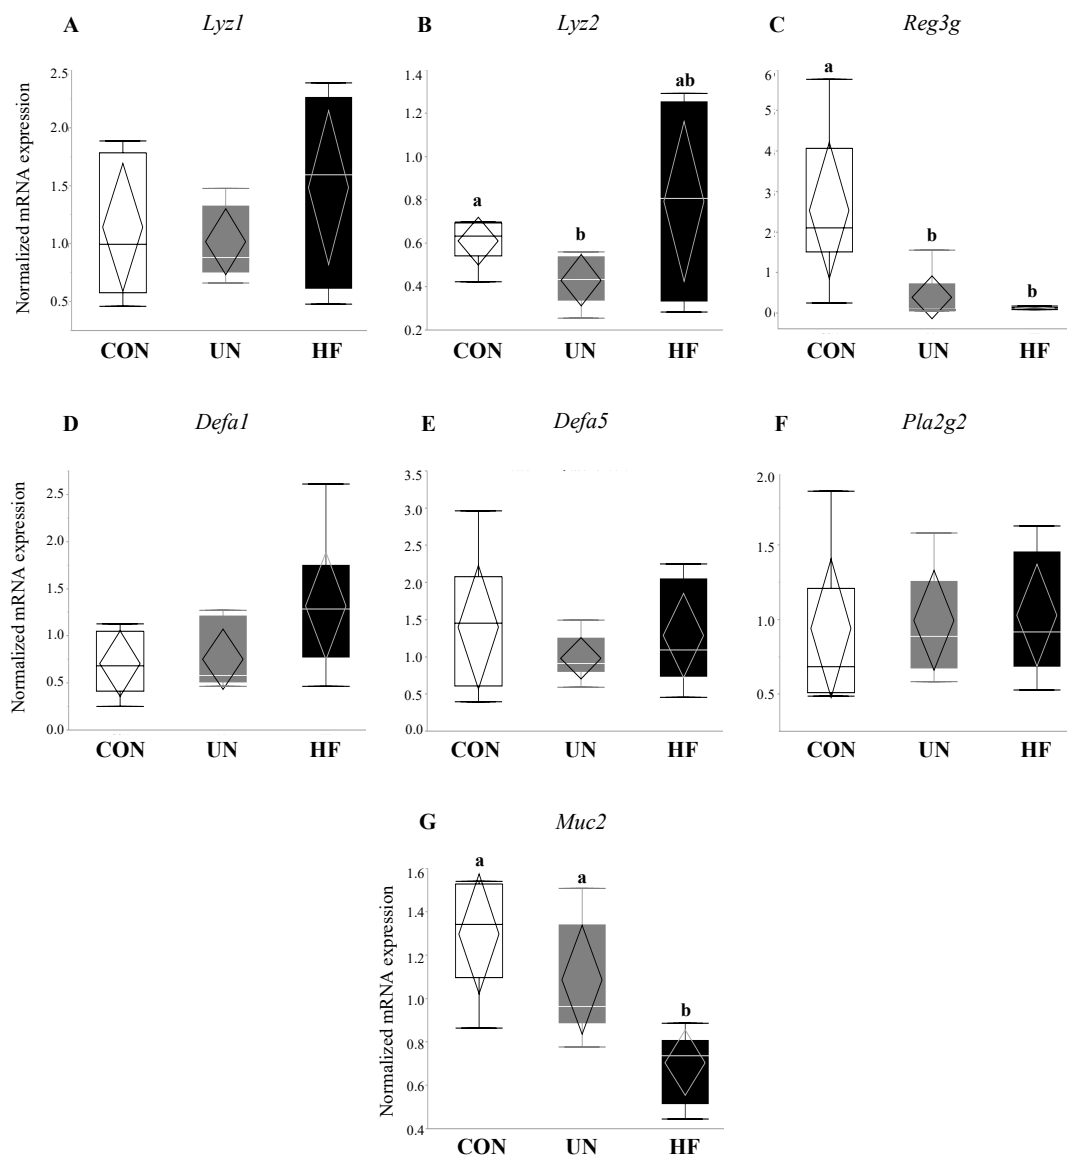 A Lyz1
Normalized mRNA expression
2.5
2.0
1.5
1.0
0.5
CON UN HF
B Lyz2
1.4
1.2
1.0
0.8
0.6
0.4
0.2
a b ab
CON UN HF
C Reg3g
6
5
4
3
2
1
0
a b b
CON UN HF
D Defa1
Normalized mRNA expression
2.5
2.0
1.5
1.0
0.5
0.0
CON UN HF
E Defa5
3.5
3.0
2.5
2.0
1.5
1.0
0.5
0.0
CON UN HF
F Pla2g2
2.0
1.5
1.0
0.5
CON UN HF
G Muc2
Normalized mRNA expression
1.6
1.4
1.2
1.0
0.8
0.6
0.4
a a b
CON UN HF